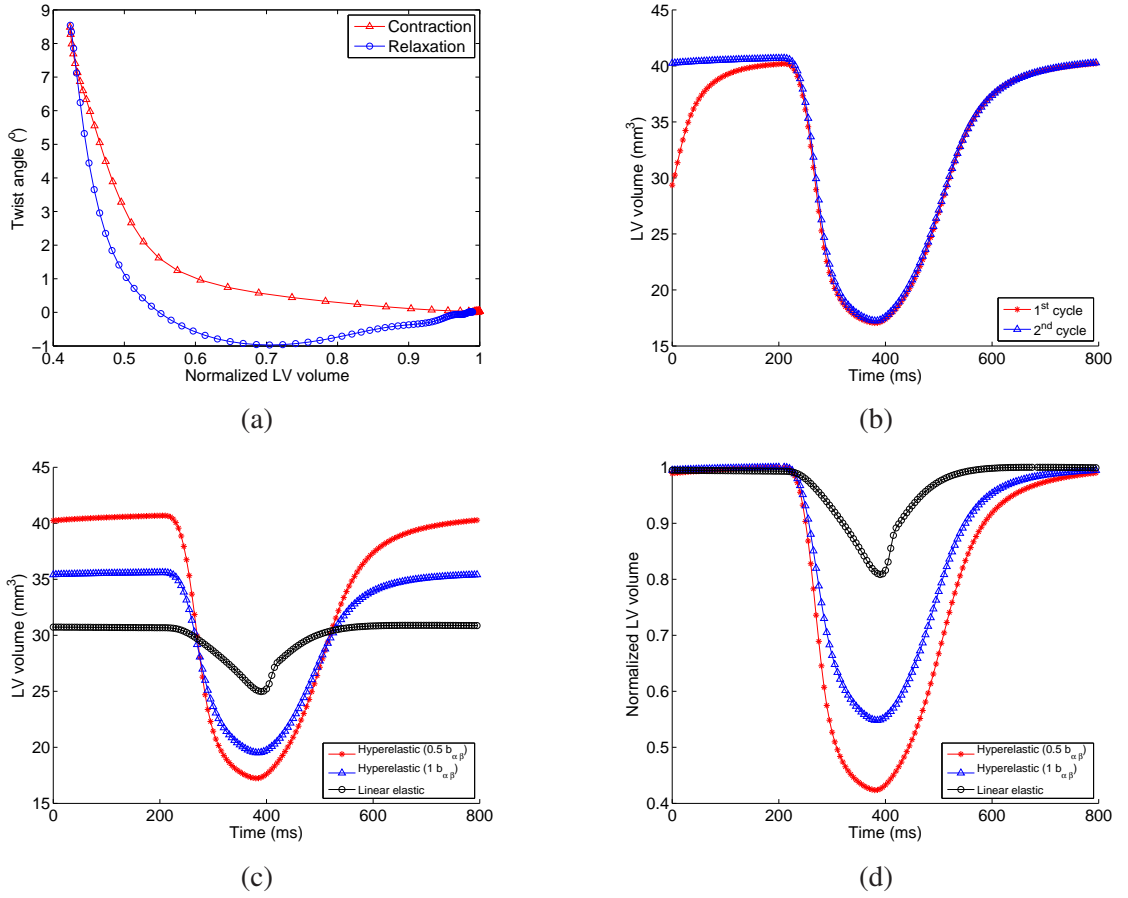 9
8
7
6
5
4
3
2
1
0
−1
Twist angle (°)
0.4 0.5 0.6 0.7 0.8 0.9 1
Normalized LV volume
Contraction
Relaxation
(a)
45
40
35
30
25
20
15
LV volume (mm³)
0 200 400 600 800
Time (ms)
1st cycle
2nd cycle
(b)
45
40
35
30
25
20
15
LV volume (mm³)
0 200 400 600 800
Time (ms)
Hyperelastic (0.5 b_αβ)
Hyperelastic (1 b_αβ)
Linear elastic
(c)
1
0.9
0.8
0.7
0.6
0.5
0.4
Normalized LV volume
0 200 400 600 800
Time (ms)
Hyperelastic (0.5 b_αβ)
Hyperelastic (1 b_αβ)
Linear elastic
(d)